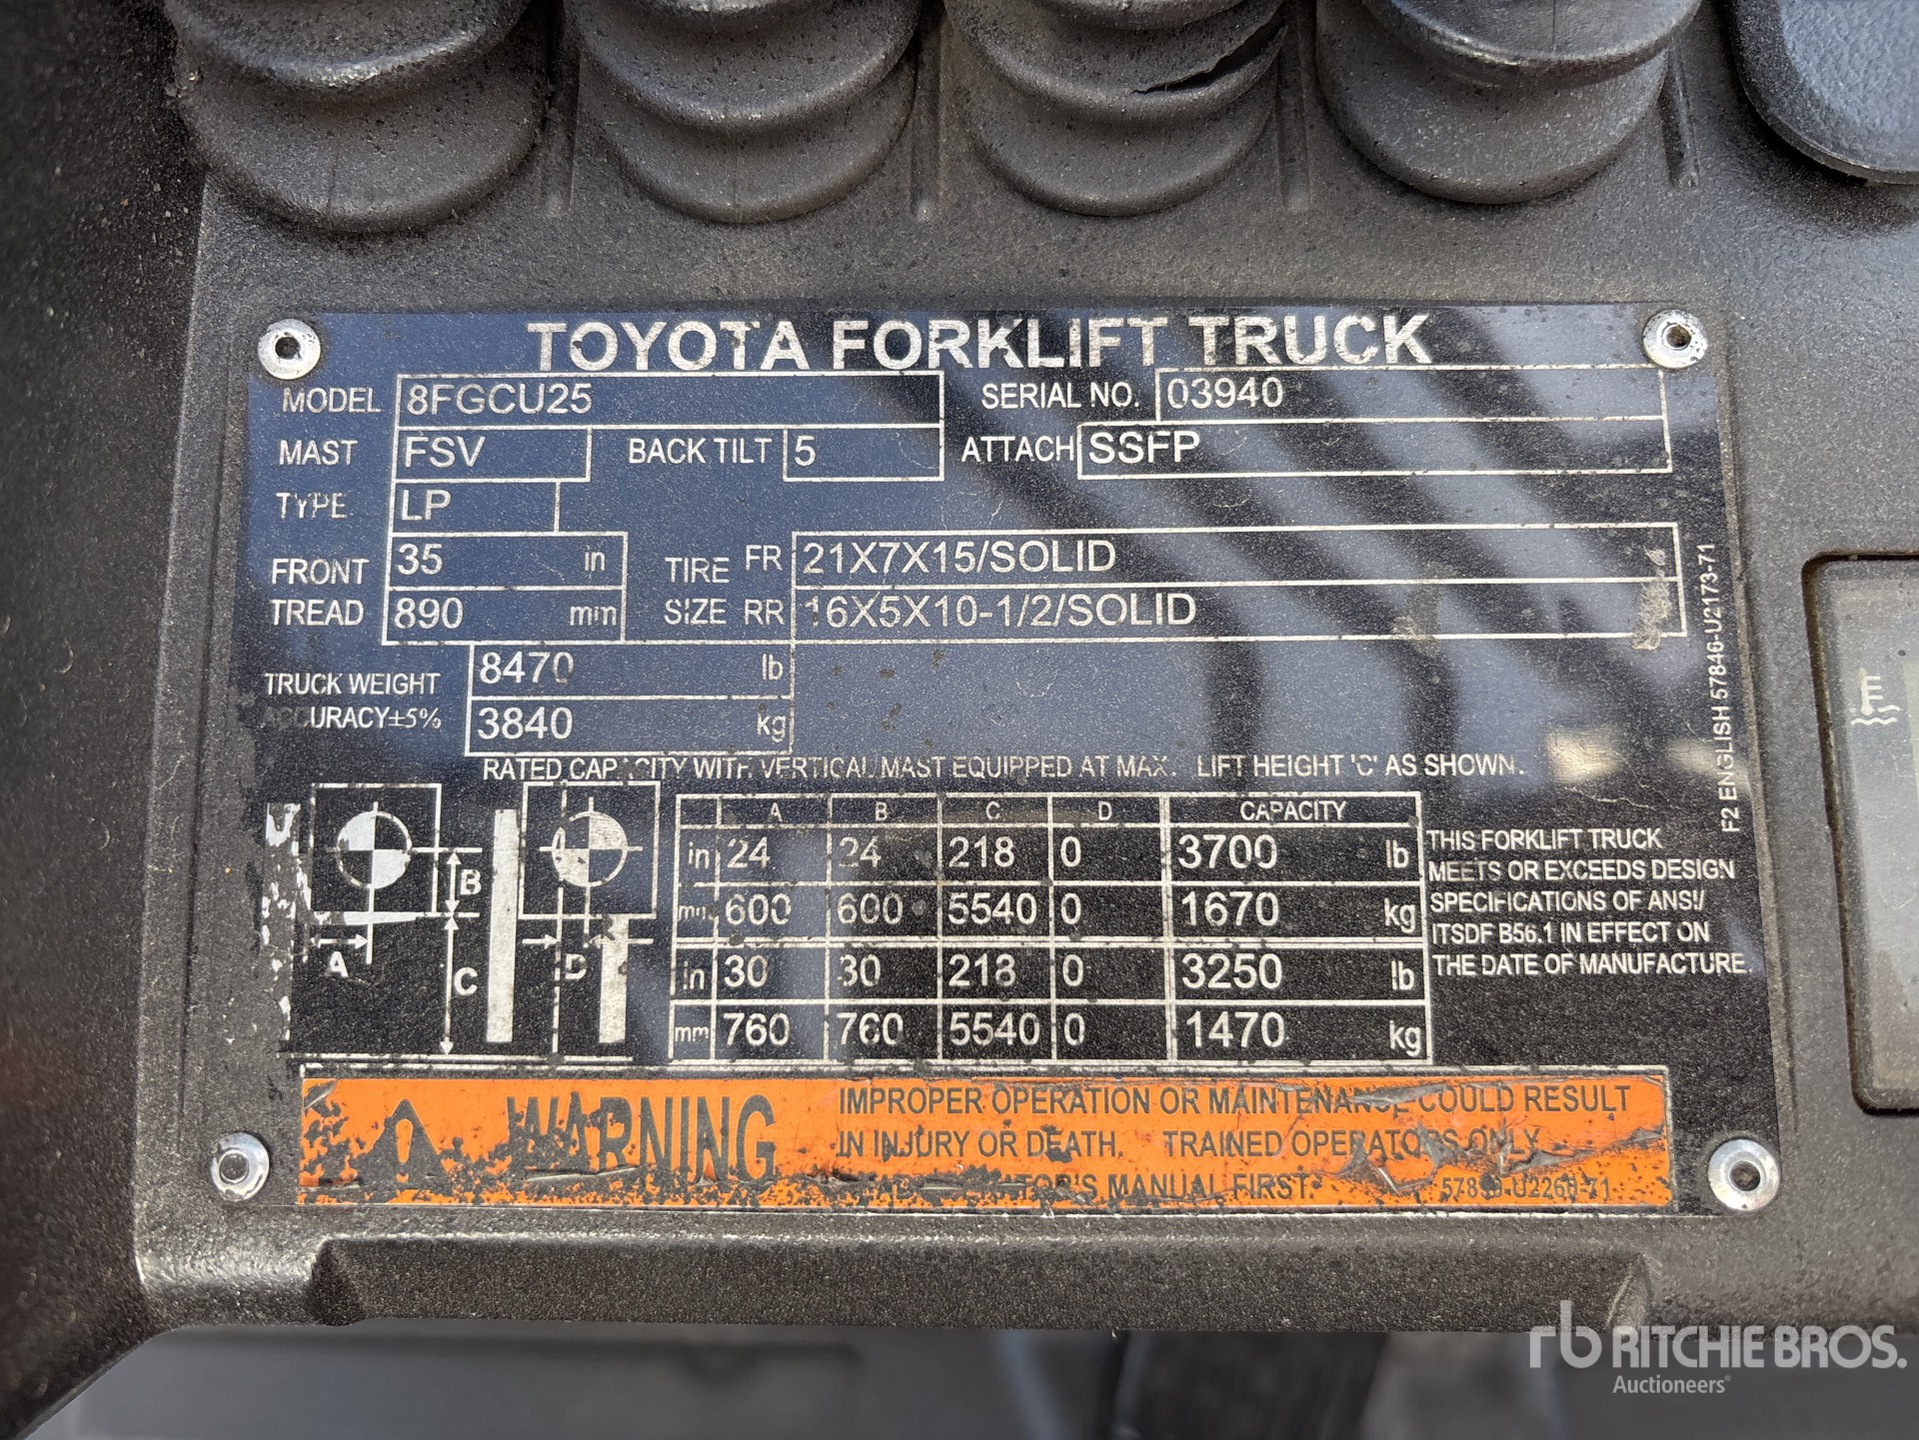 TOYOTA FORKLIFT TRUCK
MODEL 8FGCU25 SERIAL NO. 03940
MAST FSV BACK TILT 5 ATTACH SSFP
TYPE LP
FRONT TREAD 35 in TIRE SIZE FR 21X7X15/SOLID
890 mm RR 16X5X10-1/2/SOLID
TRUCK WEIGHT 8470 lb
ACCURACY±5% 3840 kg
RATED CAPACITY WITH VERTICAL MAST EQUIPPED AT MAX. LIFT HEIGHT 'C' AS SHOWN.
A B C D CAPACITY
in 24 24 218 0 3700 lb
mm 600 600 5540 0 1670 kg
in 30 30 218 0 3250 lb
mm 760 760 5540 0 1470 kg
B
A
C
D
THIS FORKLIFT TRUCK
MEETS OR EXCEEDS DESIGN
SPECIFICATIONS OF ANSI/
ITSDF B56.1 IN EFFECT ON
THE DATE OF MANUFACTURE.
F2 ENGLISH 57846-U2173-71
WARNING
IMPROPER OPERATION OR MAINTENANCE COULD RESULT
IN INJURY OR DEATH. TRAINED OPERATORS ONLY
OPERATOR'S MANUAL FIRST.
rb RITCHIE BROS.
Auctioneers®